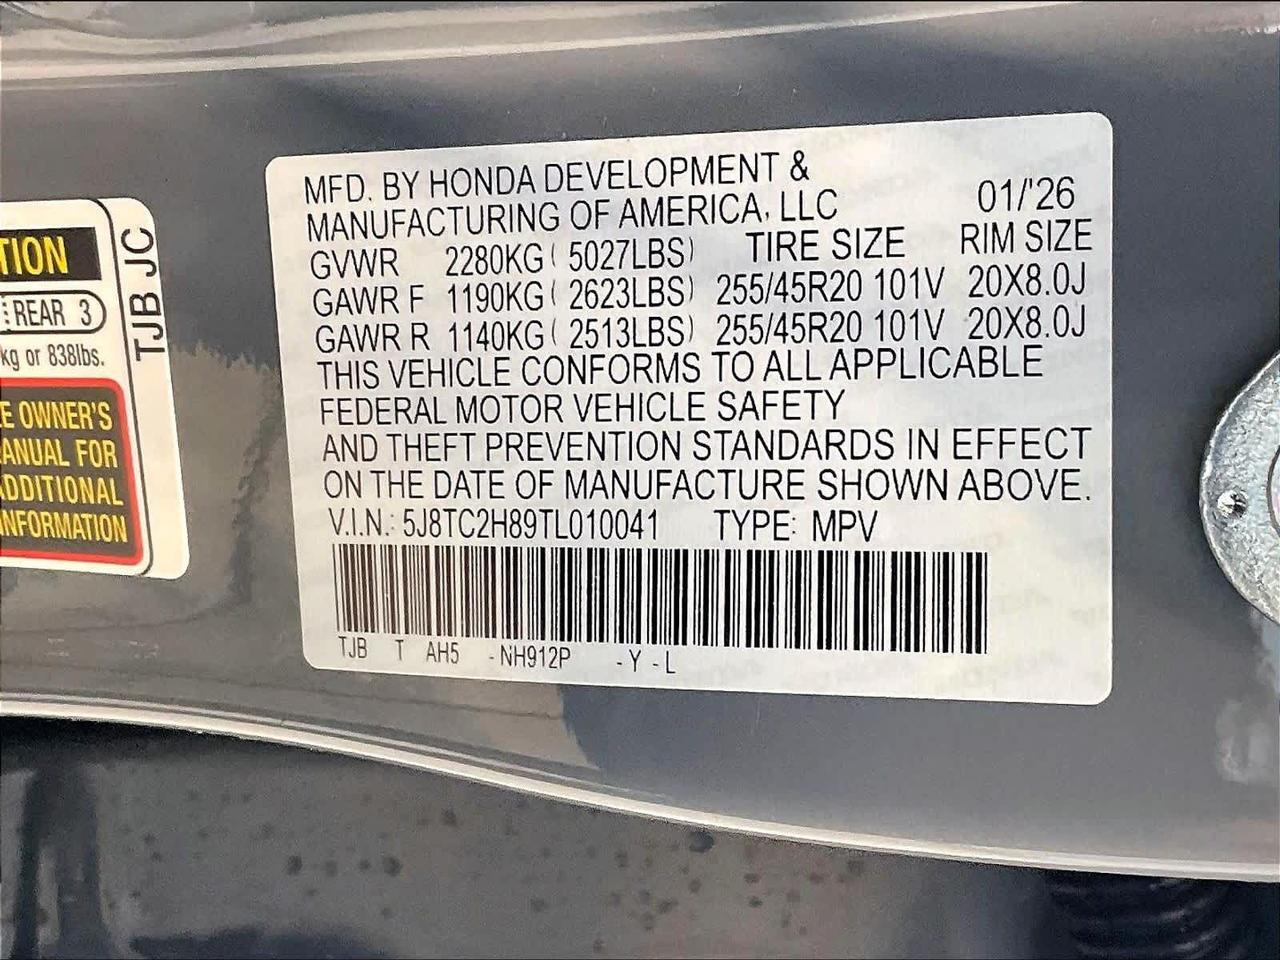 TION
REAR 3
kg or 838lbs.
E OWNER'S
ANUAL FOR
DDITIONAL
INFORMATION
TJB JC
MFD. BY HONDA DEVELOPMENT &
MANUFACTURING OF AMERICA, LLC 01/'26
GVWR 2280KG( 5027LBS) TIRE SIZE RIM SIZE
GAWR F 1190KG( 2623LBS) 255/45R20 101V 20X8.0J
GAWR R 1140KG( 2513LBS) 255/45R20 101V 20X8.0J
THIS VEHICLE CONFORMS TO ALL APPLICABLE
FEDERAL MOTOR VEHICLE SAFETY
AND THEFT PREVENTION STANDARDS IN EFFECT
ON THE DATE OF MANUFACTURE SHOWN ABOVE.
V.I.N.: 5J8TC2H89TL010041 TYPE: MPV
TJB T AH5 -NH912P -Y -L